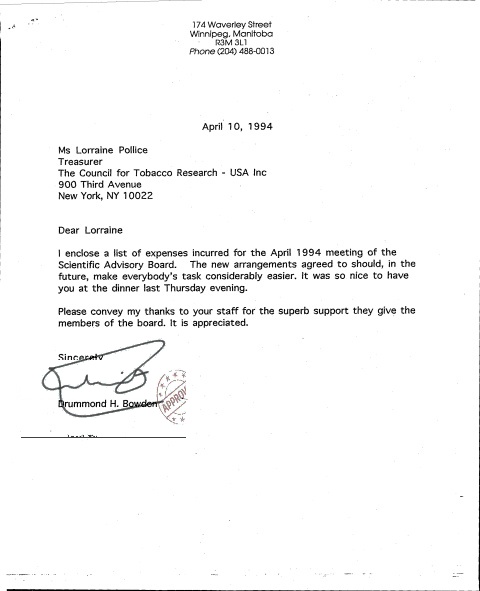 174 Waverley Street
Winnipeg, Manitoba
R3M 3L1
Phone (204) 488-0013
April 10, 1994
Ms Lorraine Pollice
Treasurer
The Council for Tobacco Research - USA Inc
900 Third Avenue
New York, NY 10022
Dear Lorraine
I enclose a list of expenses incurred for the April 1994 meeting of the
Scientific Advisory Board. The new arrangements agreed to should, in the
future, make everybody's task considerably easier. It was so nice to have
you at the dinner last Thursday evening.
Please convey my thanks to your staff for the superb support they give the
members of the board. It is appreciated.
Sincerely
Drummond H. Bowden